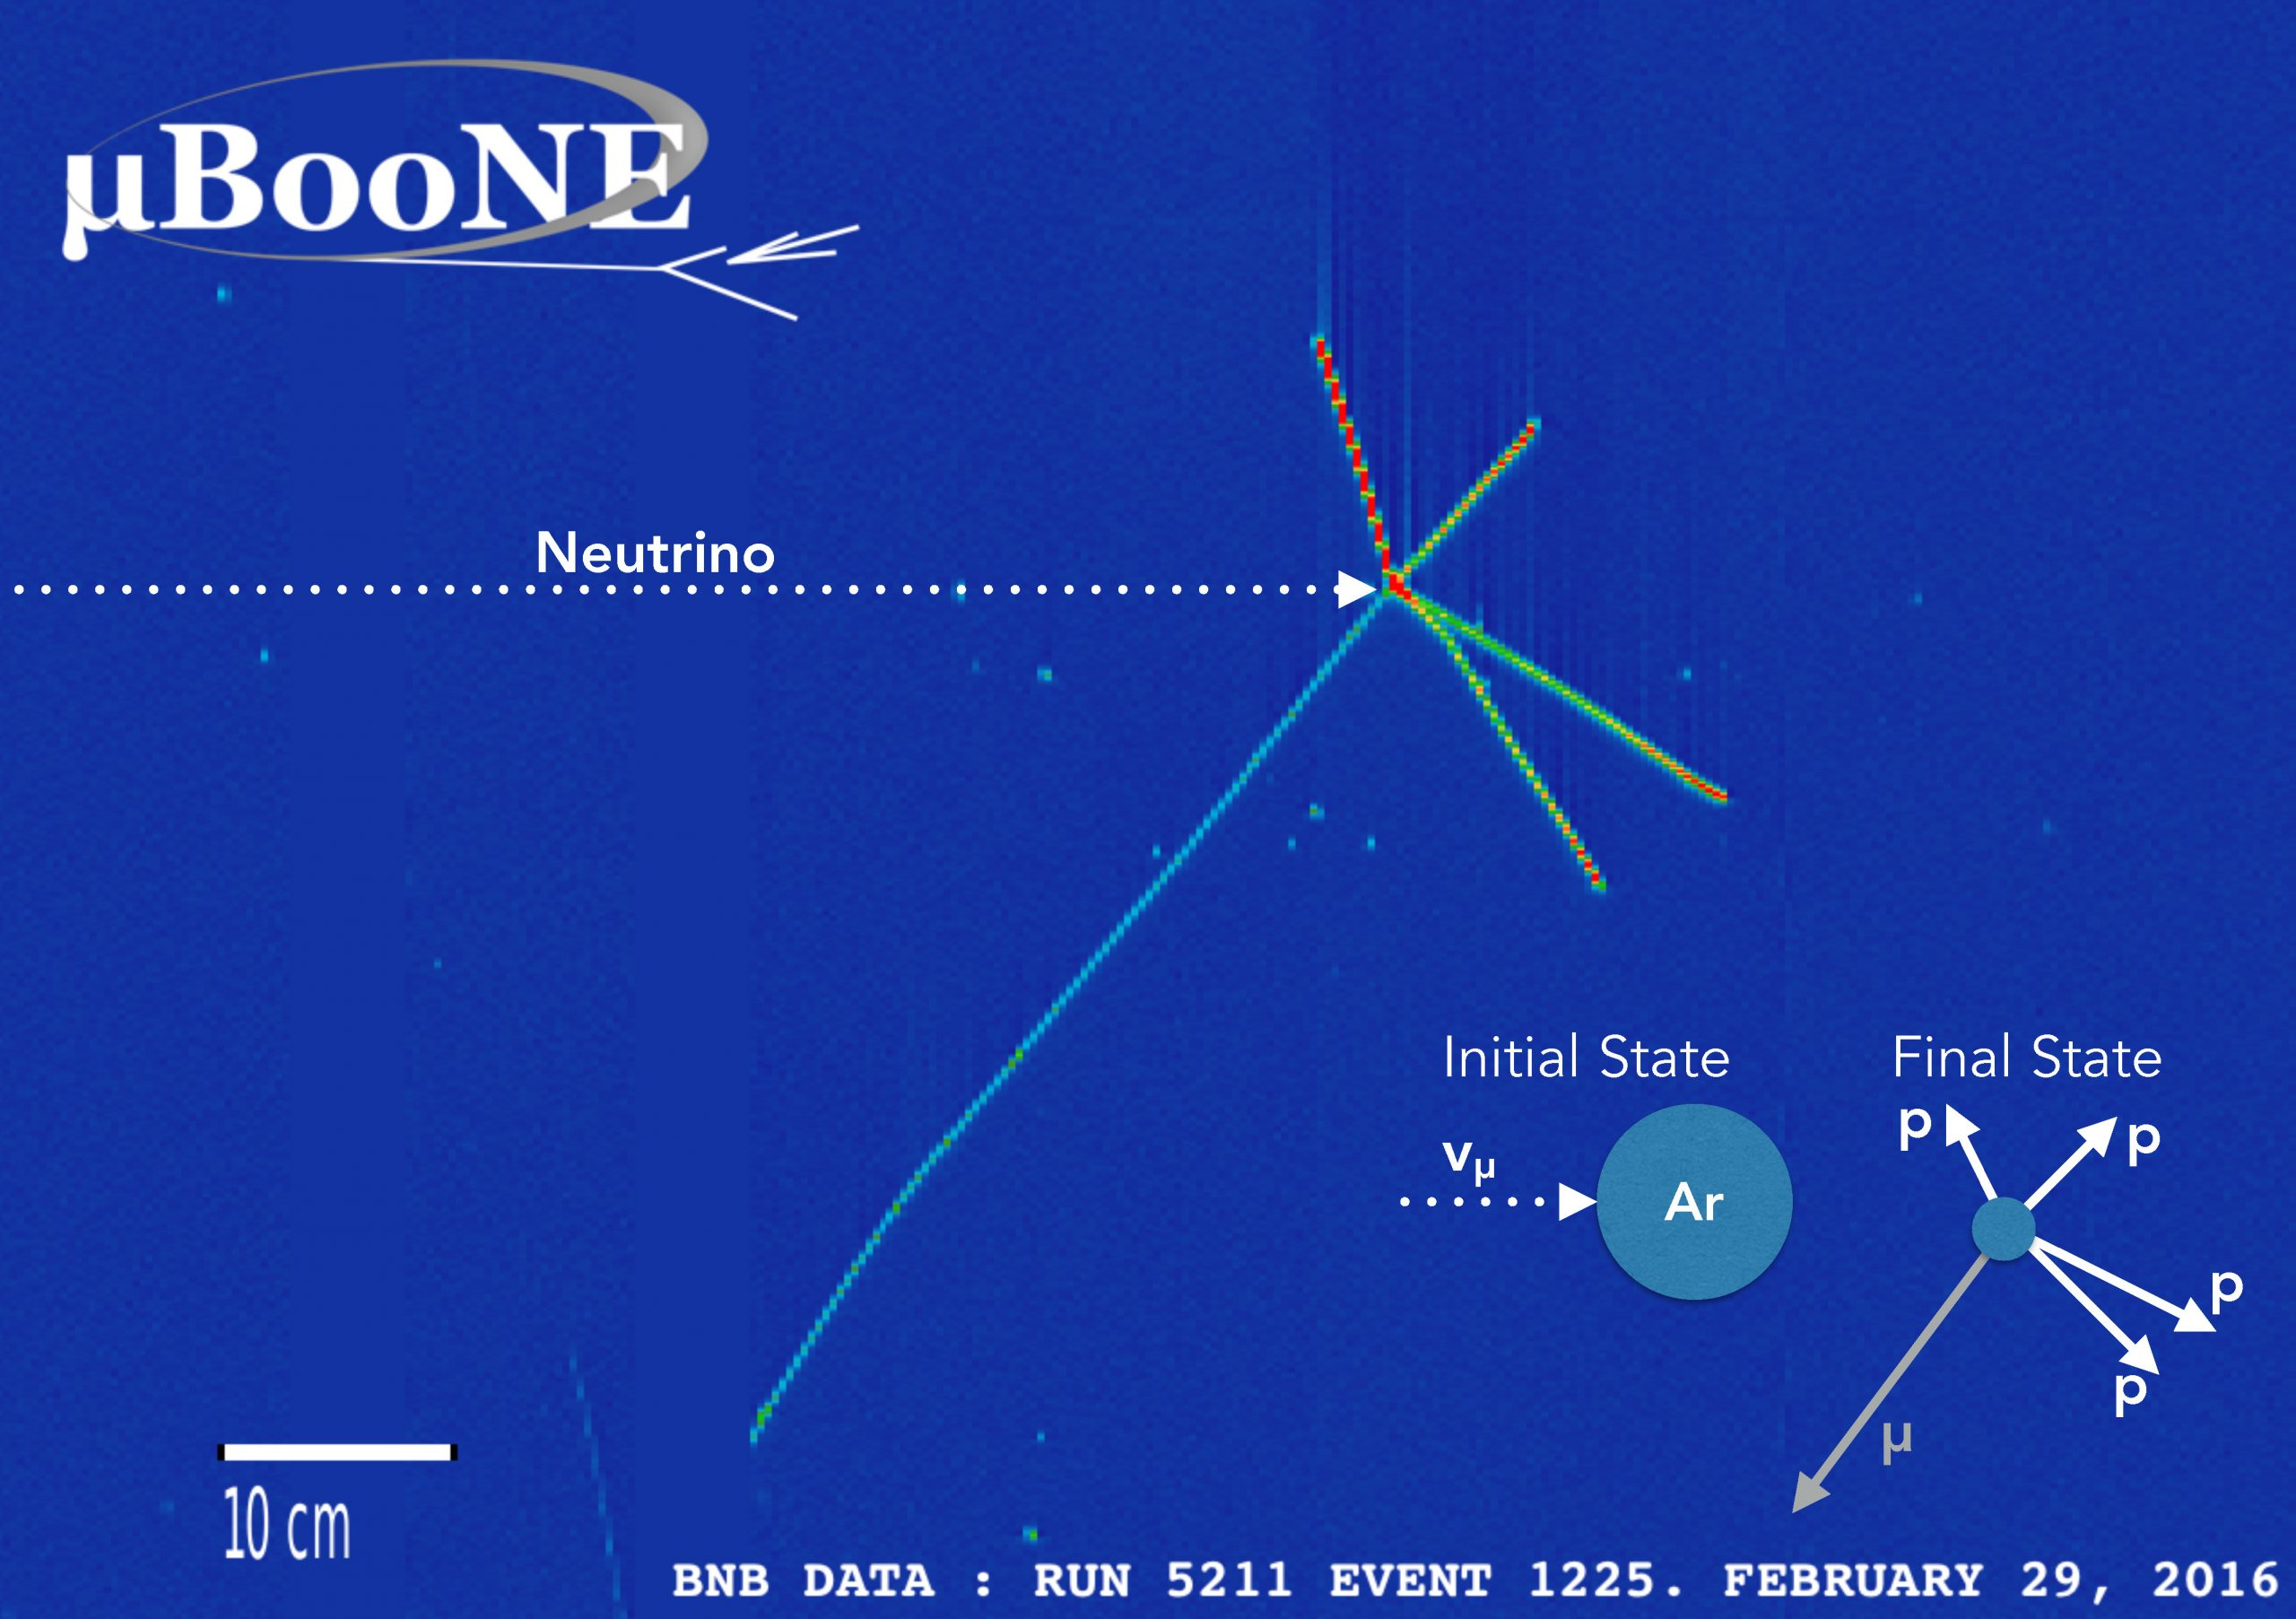 µBooNE
Neutrino
Initial State
Final State
νμ
Ar
p
p
p
p
µ
10 cm
BNB DATA : RUN 5211 EVENT 1225. FEBRUARY 29, 2016